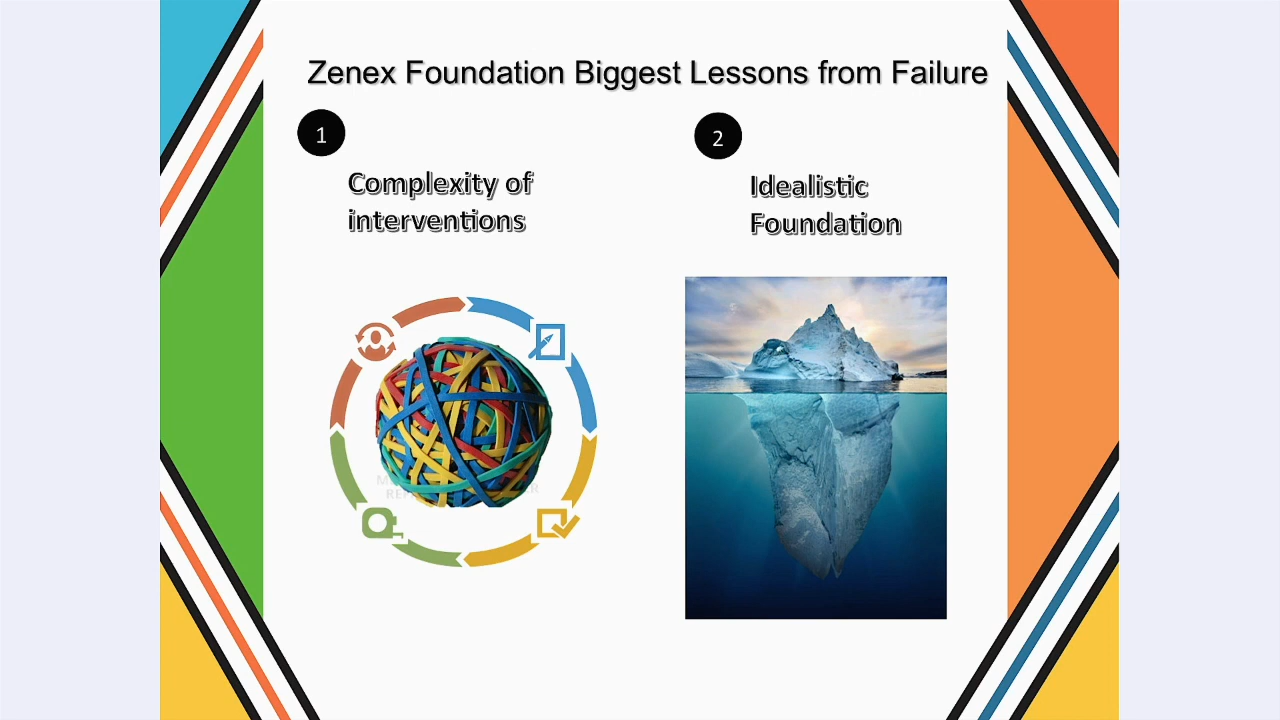 Zenex Foundation Biggest Lessons from Failure
1
Complexity of
interventions
2
Idealistic
Foundation